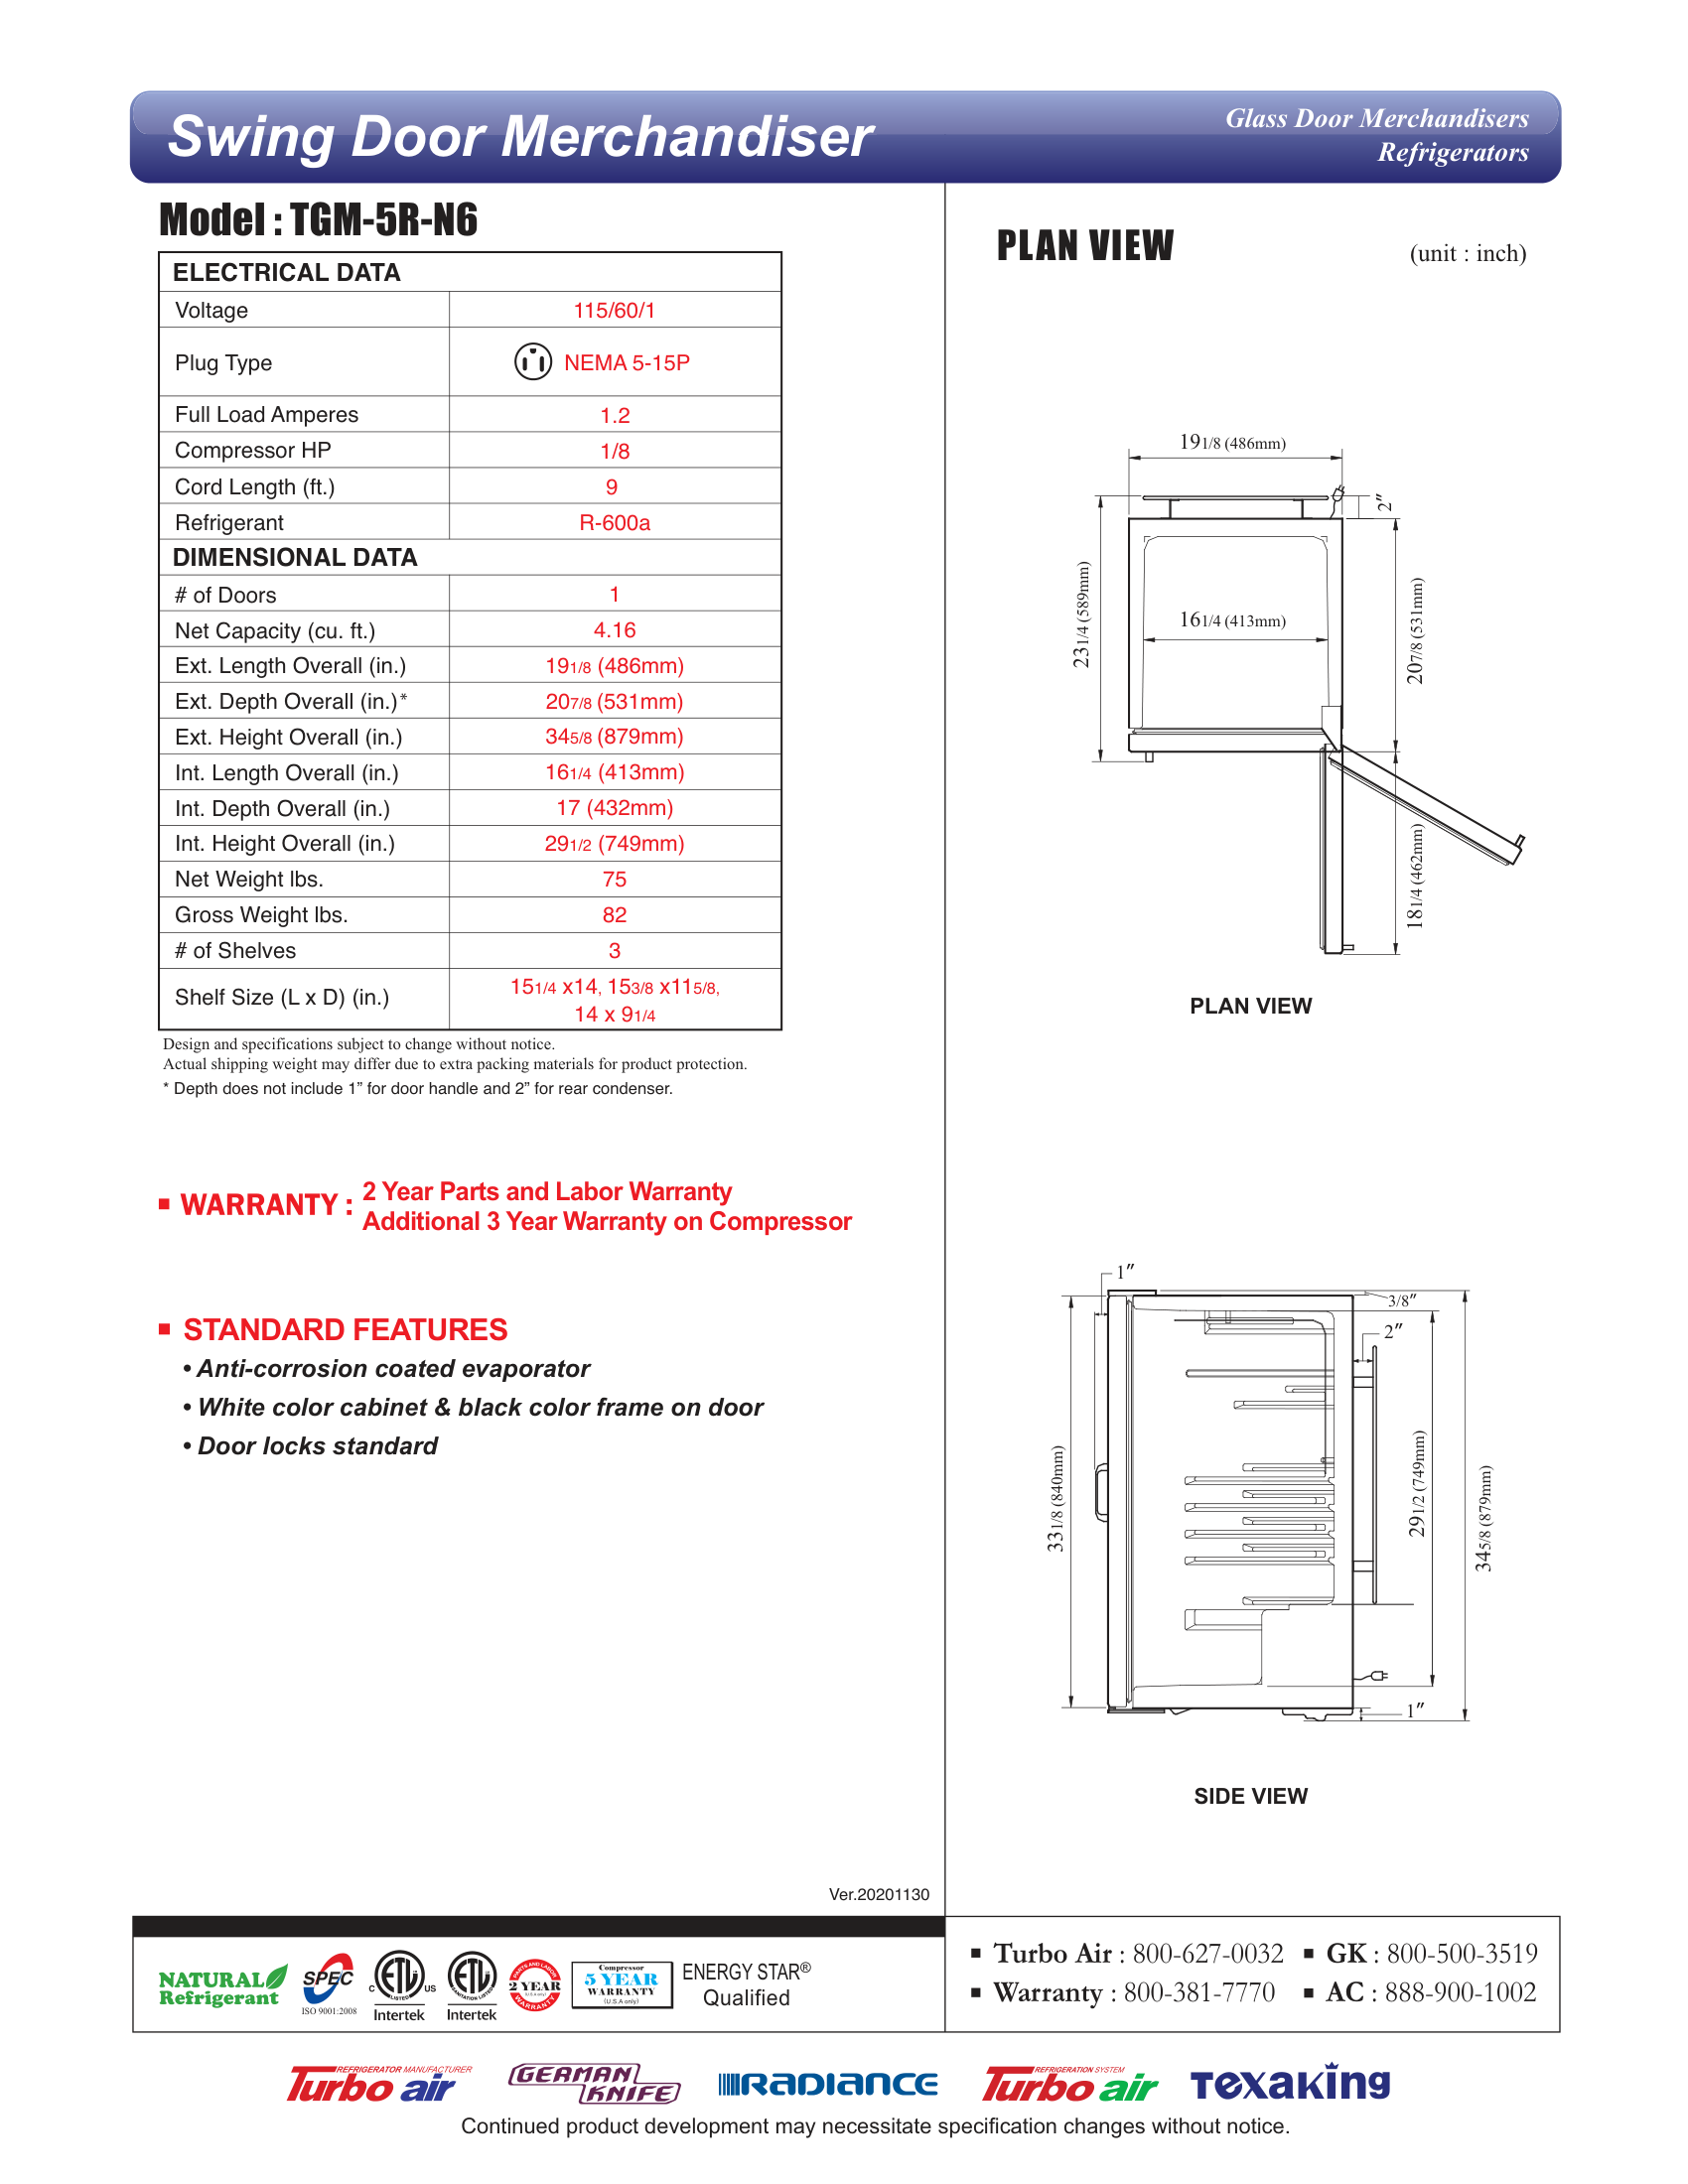 Swing Door Merchandiser
Glass Door Merchandisers
Refrigerators
Model : TGM-5R-N6
ELECTRICAL DATA
Voltage 115/60/1
Plug Type NEMA 5-15P
Full Load Amperes 1.2
Compressor HP 1/8
Cord Length (ft.) 9
Refrigerant R-600a
DIMENSIONAL DATA
# of Doors 1
Net Capacity (cu. ft.) 4.16
Ext. Length Overall (in.) 19 1/8 (486mm)
Ext. Depth Overall (in.)* 20 7/8 (531mm)
Ext. Height Overall (in.) 34 5/8 (879mm)
Int. Length Overall (in.) 16 1/4 (413mm)
Int. Depth Overall (in.) 17 (432mm)
Int. Height Overall (in.) 29 1/2 (749mm)
Net Weight lbs. 75
Gross Weight lbs. 82
# of Shelves 3
Shelf Size (L x D) (in.) 15 1/4 x14, 15 3/8 x11 5/8,
14 x 9 1/4
Design and specifications subject to change without notice.
Actual shipping weight may differ due to extra packing materials for product protection.
* Depth does not include 1” for door handle and 2” for rear condenser.
■ WARRANTY : 2 Year Parts and Labor Warranty
Additional 3 Year Warranty on Compressor
■ STANDARD FEATURES
• Anti-corrosion coated evaporator
• White color cabinet & black color frame on door
• Door locks standard
Ver.20201130
PLAN VIEW
(unit : inch)
19 1/8 (486mm)
2″
23 1/4 (589mm)
16 1/4 (413mm)
20 7/8 (531mm)
18 1/4 (462mm)
PLAN VIEW
1″
3/8″
2″
33 1/8 (840mm)
29 1/2 (749mm)
34 5/8 (879mm)
1″
SIDE VIEW
NATURAL
Refrigerant
SPEC
ISO 9001:2008
C ETL US
LISTED
Intertek
ETL
SANITATION LISTED
Intertek
PARTS AND LABOR
2 YEAR
(U.S.A only)
WARRANTY
Compressor
5 YEAR
WARRANTY
(U.S.A only)
ENERGY STAR®
Qualified
■ Turbo Air : 800-627-0032 ■ GK : 800-500-3519
■ Warranty : 800-381-7770 ■ AC : 888-900-1002
REFRIGERATOR MANUFACTURER
Turbo air
GERMAN
KNIFE
RADIANCE
REFRIGERATION SYSTEM
Turbo air
Texaking
Continued product development may necessitate specification changes without notice.